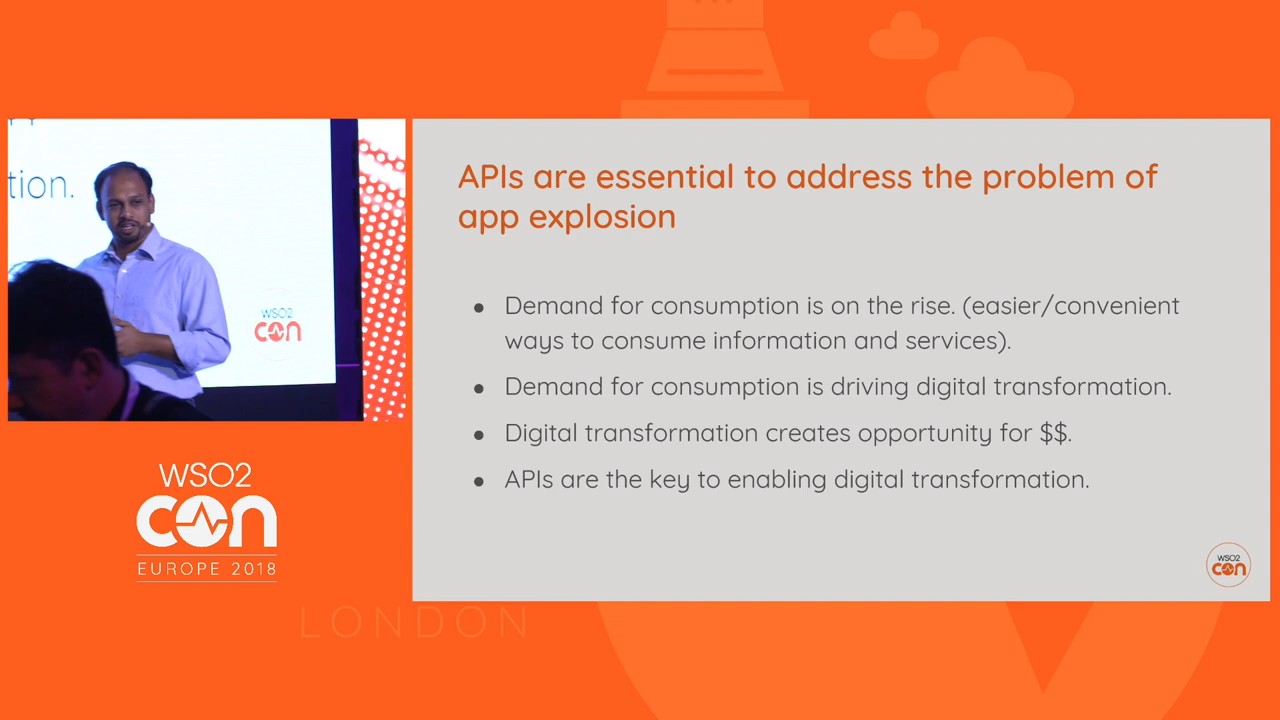 tion.
WSO2
con
WSO2
con
EUROPE 2018
LONDON
APIs are essential to address the problem of
app explosion
● Demand for consumption is on the rise. (easier/convenient
ways to consume information and services).
● Demand for consumption is driving digital transformation.
● Digital transformation creates opportunity for $$.
● APIs are the key to enabling digital transformation.
WSO2
con